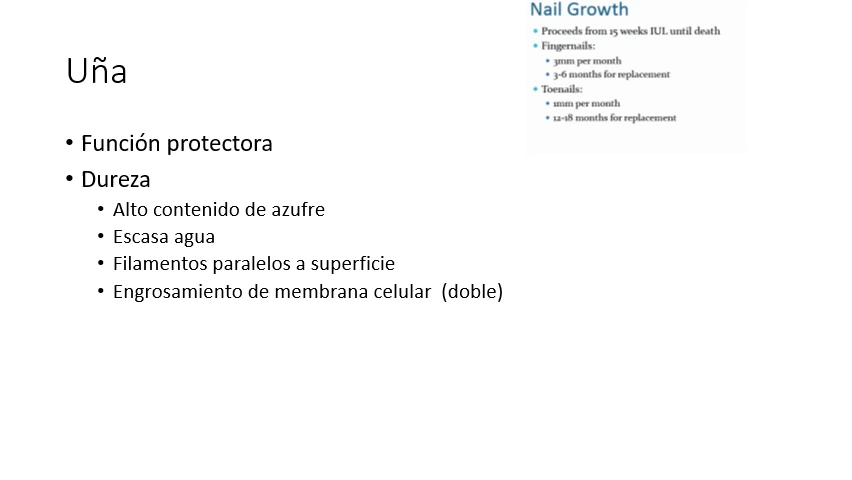 Uña
• Función protectora
• Dureza
• Alto contenido de azufre
• Escasa agua
• Filamentos paralelos a superficie
• Engrosamiento de membrana celular (doble)
Nail Growth
• Proceeds from 15 weeks IUL until death
• Fingernails:
• 3mm per month
• 3-6 months for replacement
• Toenails:
• 1mm per month
• 12-18 months for replacement